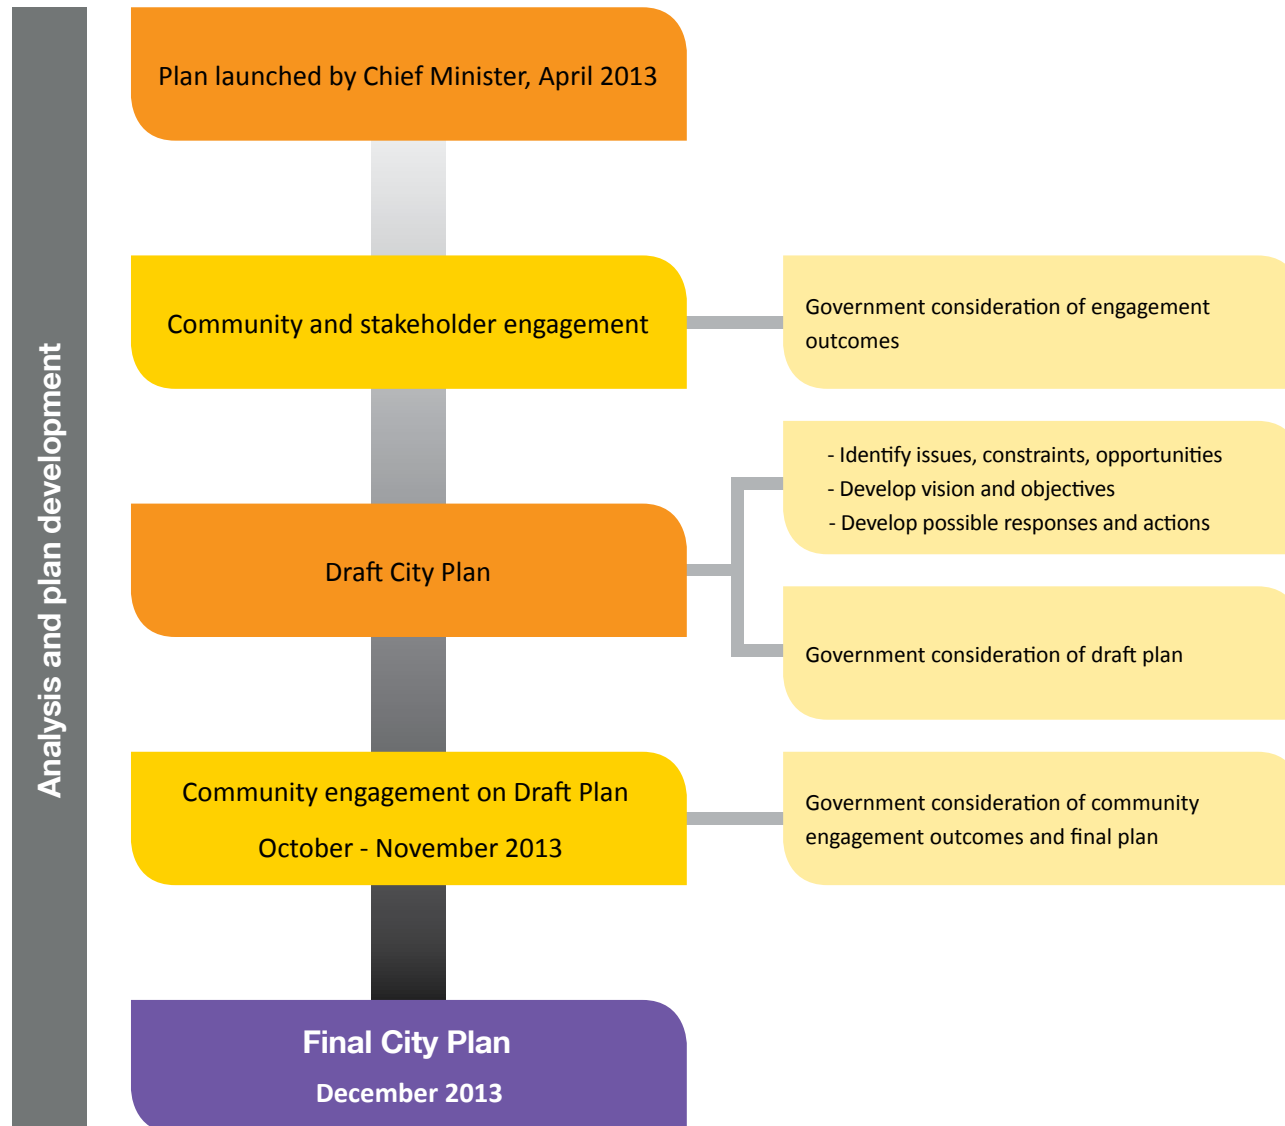 Analysis and plan development
Plan launched by Chief Minister, April 2013
Community and stakeholder engagement
Government consideration of engagement
outcomes
Draft City Plan
- Identify issues, constraints, opportunities
- Develop vision and objectives
- Develop possible responses and actions
Government consideration of draft plan
Community engagement on Draft Plan
October - November 2013
Government consideration of community
engagement outcomes and final plan
Final City Plan
December 2013